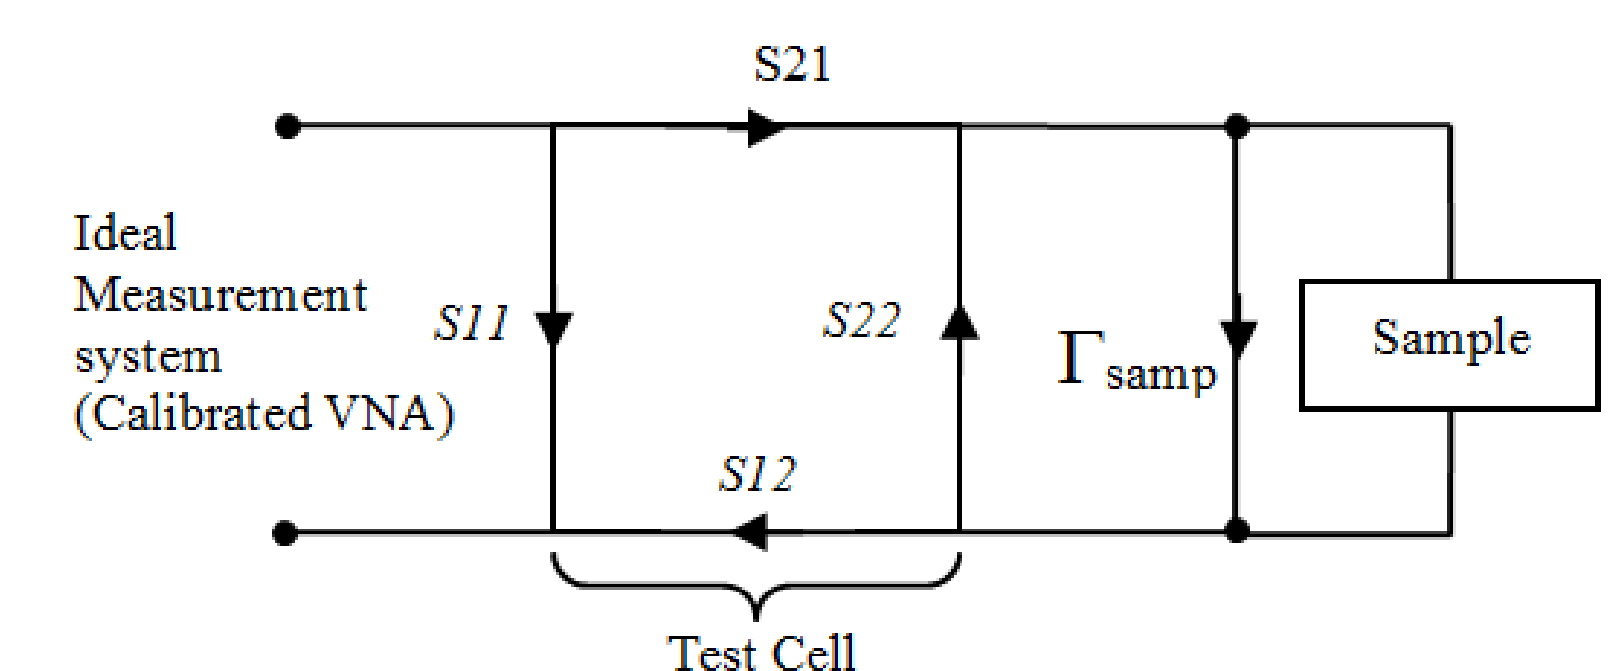 S21
Ideal
Measurement
system
(Calibrated VNA)
S11
S22
Γsamp
Sample
S12
Test Cell